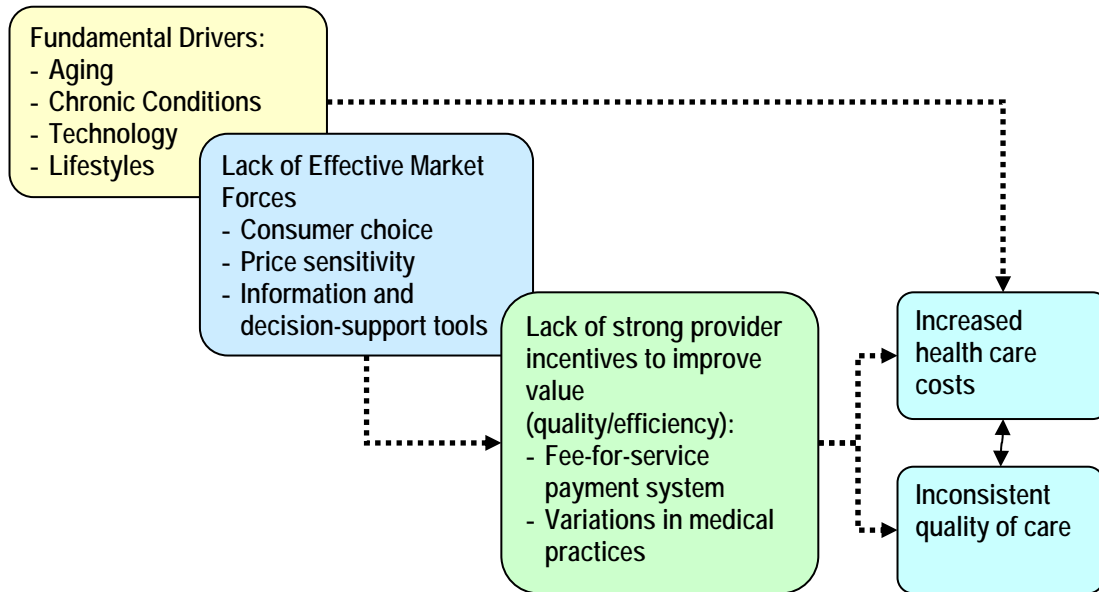 Fundamental Drivers:
- Aging
- Chronic Conditions
- Technology
- Lifestyles
Lack of Effective Market
Forces
- Consumer choice
- Price sensitivity
- Information and
decision-support tools
Lack of strong provider
incentives to improve
value
(quality/efficiency):
- Fee-for-service
payment system
- Variations in medical
practices
Increased
health care
costs
Inconsistent
quality of care